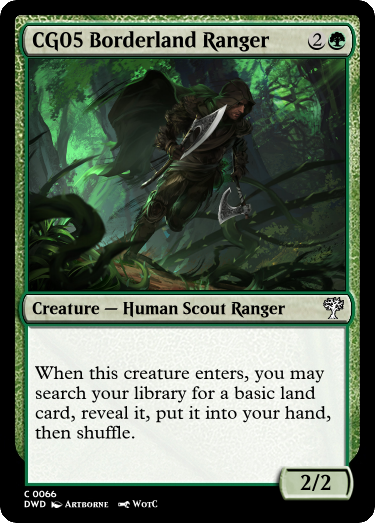 CG05 Borderland Ranger 2
Creature — Human Scout Ranger
When this creature enters, you may
search your library for a basic land
card, reveal it, put it into your hand,
then shuffle.
2/2
C 0066
DWD Artborne WotC